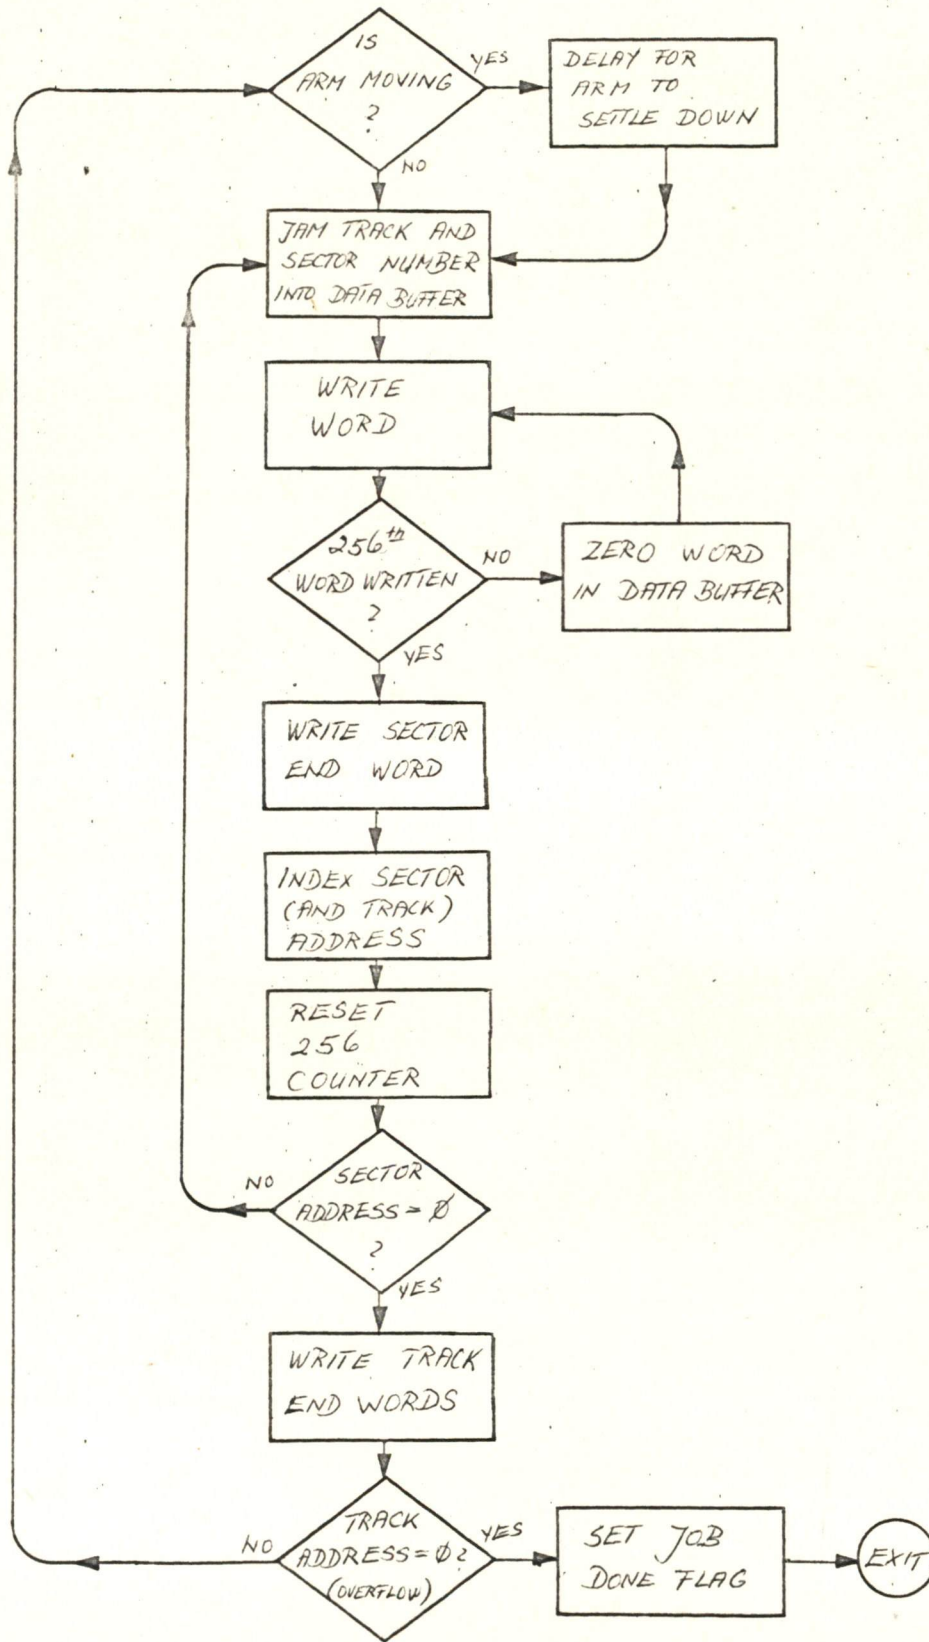 IS
ARM MOVING
?
YES
DELAY FOR
ARM TO
SETTLE DOWN
NO
JAM TRACK AND
SECTOR NUMBER
INTO DATA BUFFER
WRITE
WORD
256th
WORD WRITTEN
?
NO
ZERO WORD
IN DATA BUFFER
YES
WRITE SECTOR
END WORD
INDEX SECTOR
(AND TRACK)
ADDRESS
RESET
256
COUNTER
NO
SECTOR
ADDRESS = Ø
?
YES
WRITE TRACK
END WORDS
NO
TRACK
ADDRESS = Ø ?
(OVERFLOW)
YES
SET JOB
DONE FLAG
EXIT